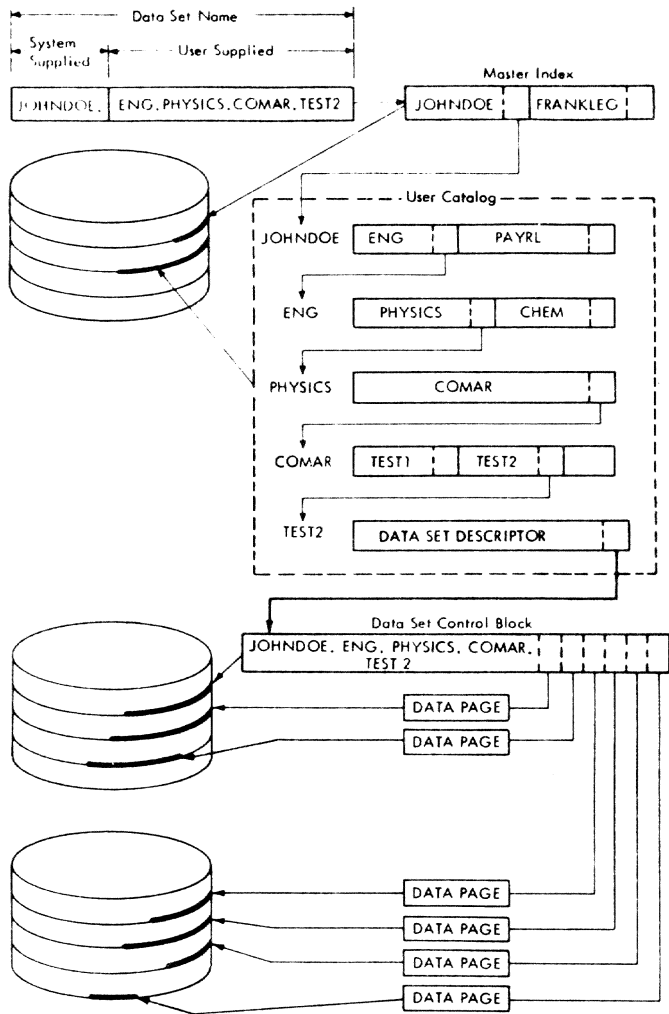 Data Set Name
System
Supplied
User Supplied
Master Index
JOHNDOE. ENG. PHYSICS. COMAR. TEST2
JOHNDOE FRANKLEG
User Catalog
JOHNDOE ENG PAYRL
ENG PHYSICS CHEM
PHYSICS COMAR
COMAR TEST1 TEST2
TEST2 DATA SET DESCRIPTOR
Data Set Control Block
JOHNDOE. ENG. PHYSICS. COMAR.
TEST 2
DATA PAGE
DATA PAGE
DATA PAGE
DATA PAGE
DATA PAGE
DATA PAGE